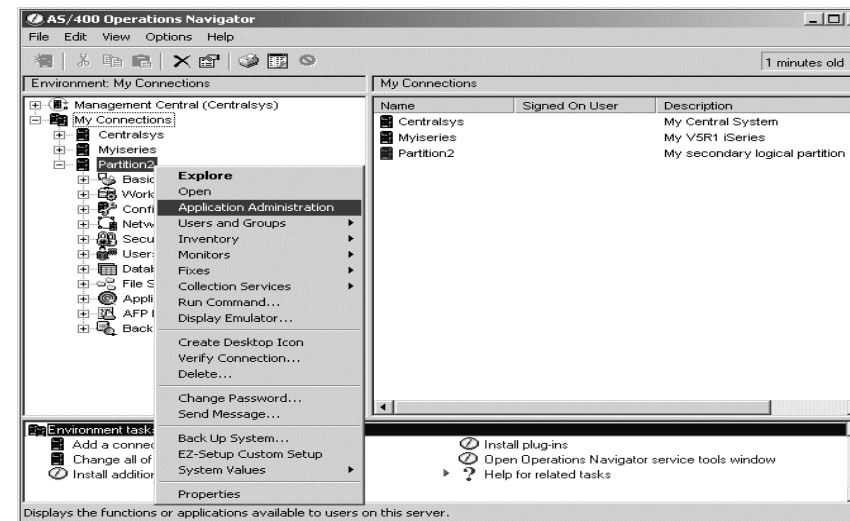 AS/400 Operations Navigator
File Edit View Options Help
1 minutes old
Environment: My Connections
My Connections
Management Central (Centralsys)
My Connections
Centralsys
Myiseries
Partition2
Basic
Work
Confi
Netw
Secu
User
Datab
File S
Appli
AFP
Back
Explore
Open
Application Administration
Users and Groups
Inventory
Monitors
Fixes
Collection Services
Run Command...
Display Emulator...
Create Desktop Icon
Verify Connection...
Delete...
Change Password...
Send Message...
Back Up System...
EZ-Setup Custom Setup
System Values
Properties
Name Signed On User Description
Centralsys My Central System
Myiseries My V5R1 iSeries
Partition2 My secondary logical partition
Environment task
Add a connec
Change all of
Install addition
Install plug-ins
Open Operations Navigator service tools window
Help for related tasks
Displays the functions or applications available to users on this server.